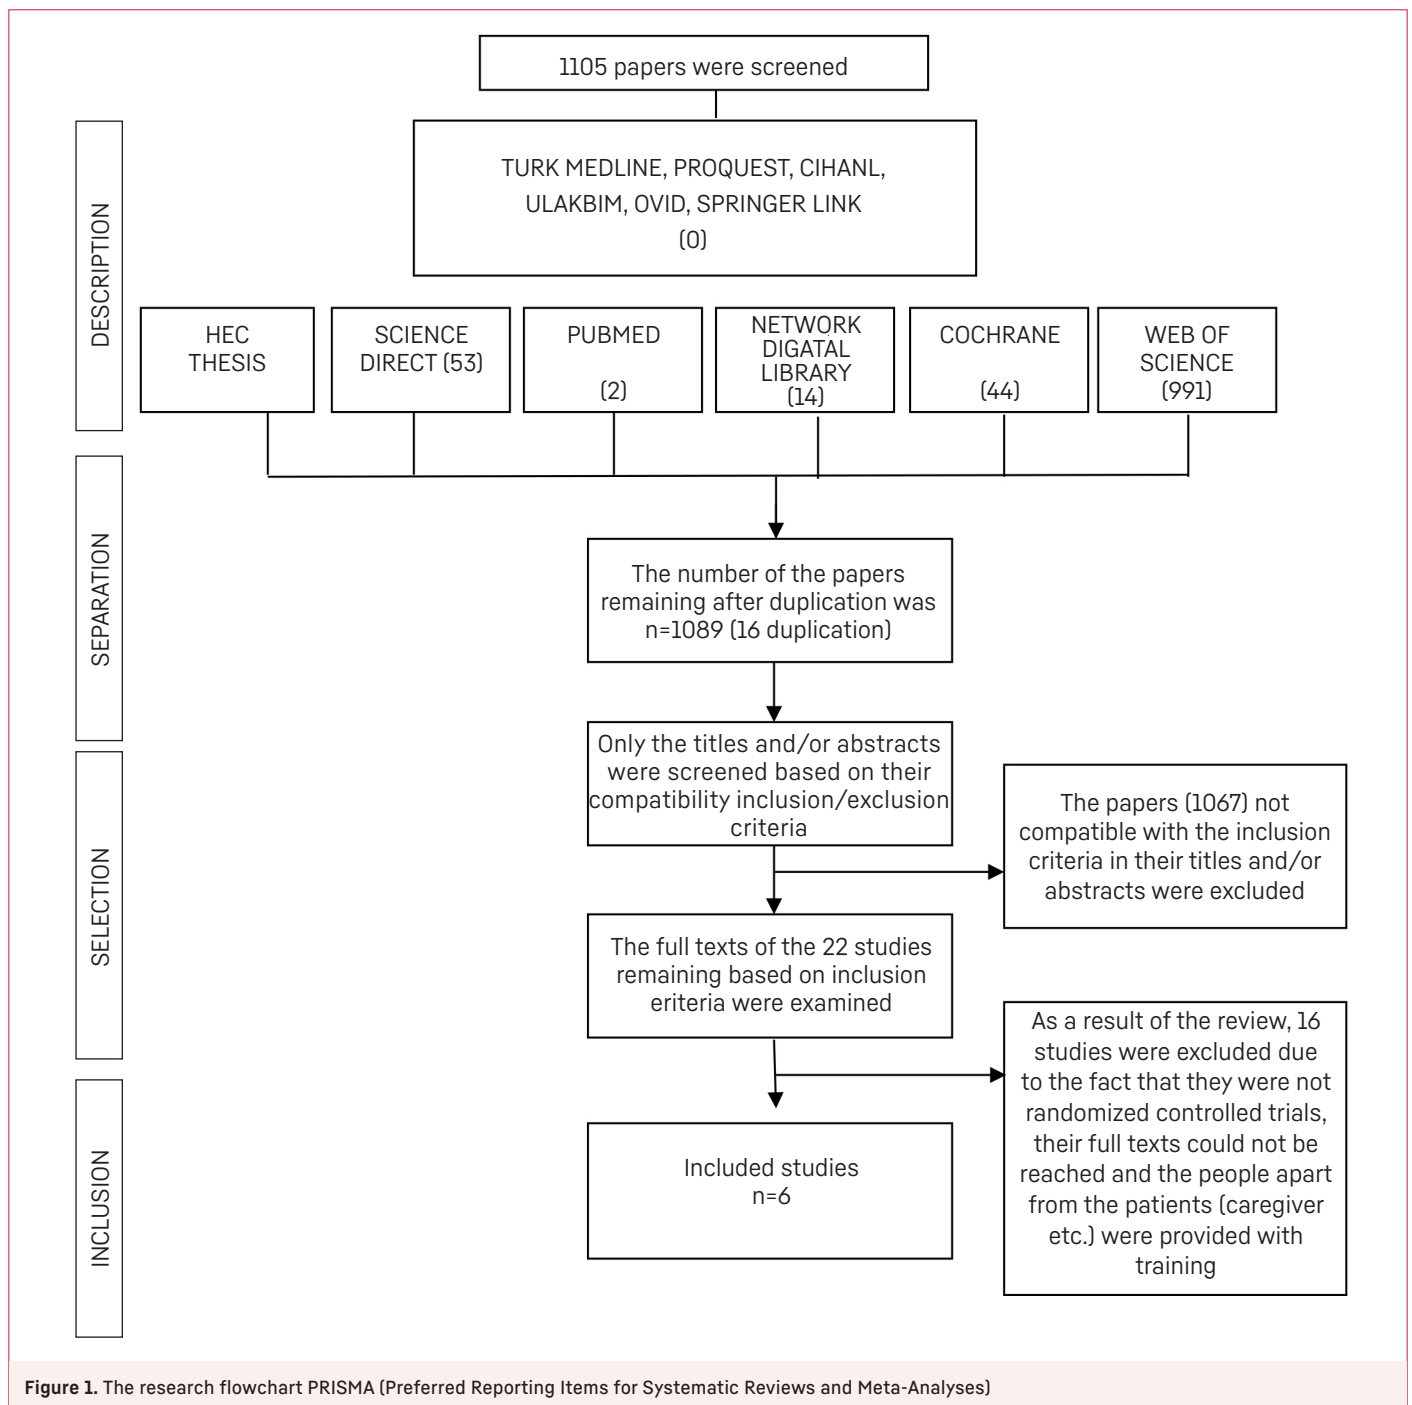 1105 papers were screened
DESCRIPTION
TURK MEDLINE, PROQUEST, CIHANL,
ULAKBIM, OVID, SPRINGER LINK
(0)
HEC
THESIS
SCIENCE
DIRECT (53)
PUBMED
(2)
NETWORK
DIGATAL
LIBRARY
(14)
COCHRANE
(44)
WEB OF
SCIENCE
(991)
SEPARATION
The number of the papers
remaining after duplication was
n=1089 (16 duplication)
SELECTION
Only the titles and/or abstracts
were screened based on their
compatibility inclusion/exclusion
criteria
The papers (1067) not
compatible with the inclusion
criteria in their titles and/or
abstracts were excluded
The full texts of the 22 studies
remaining based on inclusion
eriteria were examined
As a result of the review, 16
studies were excluded due
to the fact that they were not
randomized controlled trials,
their full texts could not be
reached and the people apart
from the patients (caregiver
etc.) were provided with
training
INCLUSION
Included studies
n=6
Figure 1. The research flowchart PRISMA (Preferred Reporting Items for Systematic Reviews and Meta-Analyses)